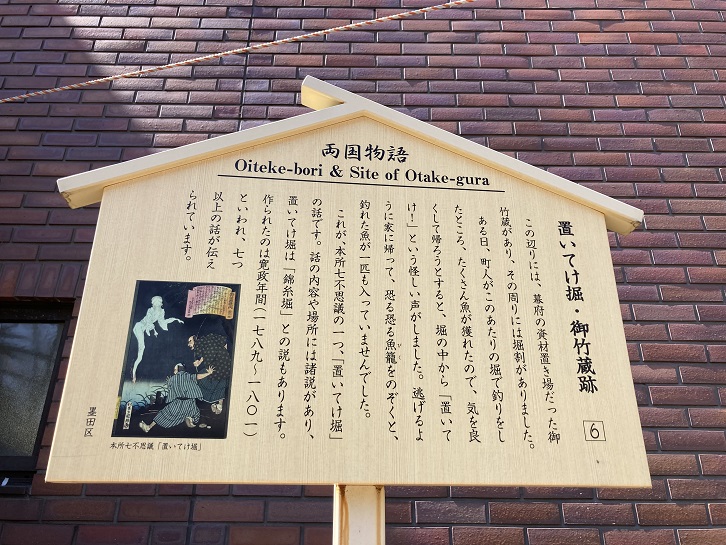 両国物語
Oiteke-bori & Site of Otake-gura
置いてけ堀・御竹蔵跡
6
この辺りには、幕府の資材置き場だった御
竹蔵があり、その周りには堀割がありました。
ある日、町人がこのあたりの堀で釣りをし
たところ、たくさん魚が獲れたので、気を良
くして帰ろうとすると、堀の中から「置いて
け!」という怪しい声がしました。逃げるよ
うに家に帰って、恐る恐る魚籠をのぞくと、
びく
釣れた魚が一匹も入っていませんでした。
これが、本所七不思議の一つ、「置いてけ堀」
の話です。話の内容や場所には諸説があり、
置いてけ堀は「錦糸堀」との説もあります。
作られたのは寛政年間(一七八九〜一八〇一)
といわれ、七つ
以上の話が伝え
られています。
本所七不思議「置いてけ堀」
墨田区